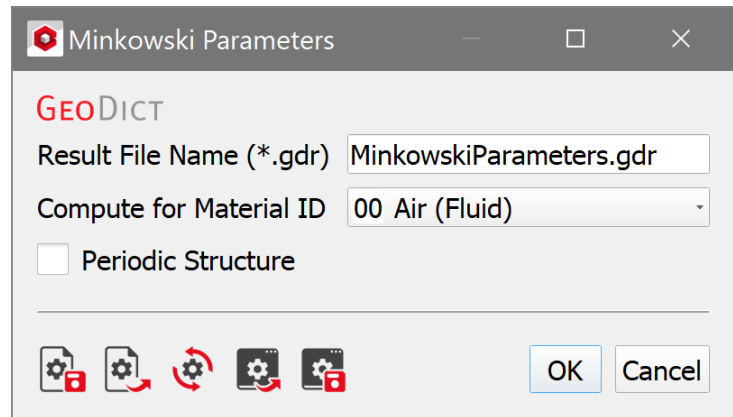 Minkowski Parameters
GEODICT
Result File Name (*.gdr) MinkowskiParameters.gdr
Compute for Material ID 00 Air (Fluid)
Periodic Structure
OK Cancel